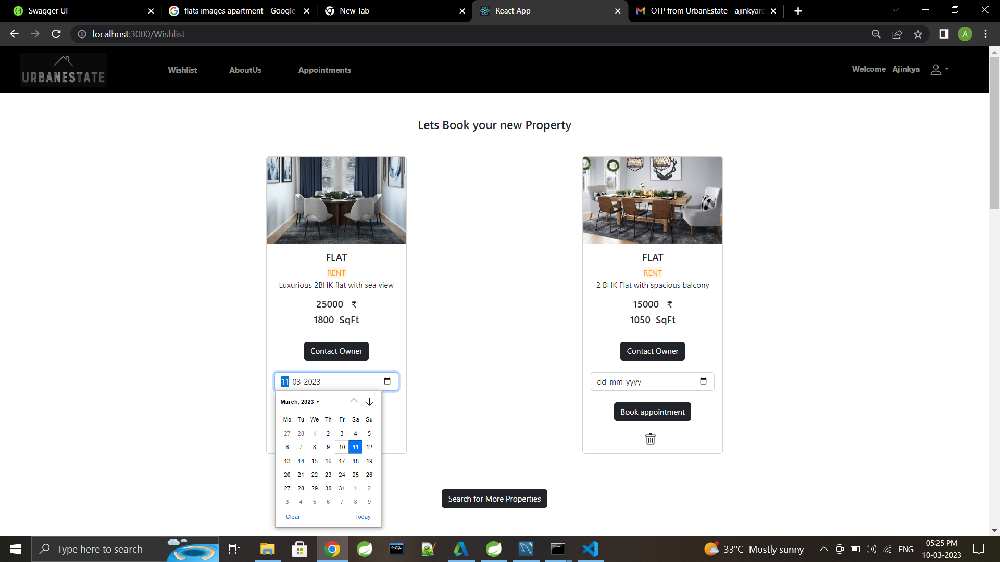 Swagger UI
flats images apartment - Google
New Tab
React App
OTP from UrbanEstate - ajinkyaro
localhost:3000/Wishlist
A
URBANESTATE
Wishlist
AboutUs
Appointments
Welcome Ajinkya
Lets Book your new Property
FLAT
RENT
Luxurious 2BHK flat with sea view
25000 ₹
1800 SqFt
Contact Owner
11-03-2023
March, 2023
Mo Tu We Th Fr Sa Su
27 28 1 2 3 4 5
6 7 8 9 10 11 12
13 14 15 16 17 18 19
20 21 22 23 24 25 26
27 28 29 30 31 1 2
3 4 5 6 7 8 9
Clear Today
FLAT
RENT
2 BHK Flat with spacious balcony
15000 ₹
1050 SqFt
Contact Owner
dd-mm-yyyy
Book appointment
Search for More Properties
Type here to search
MySQL
33°C Mostly sunny
ENG
05:25 PM
10-03-2023